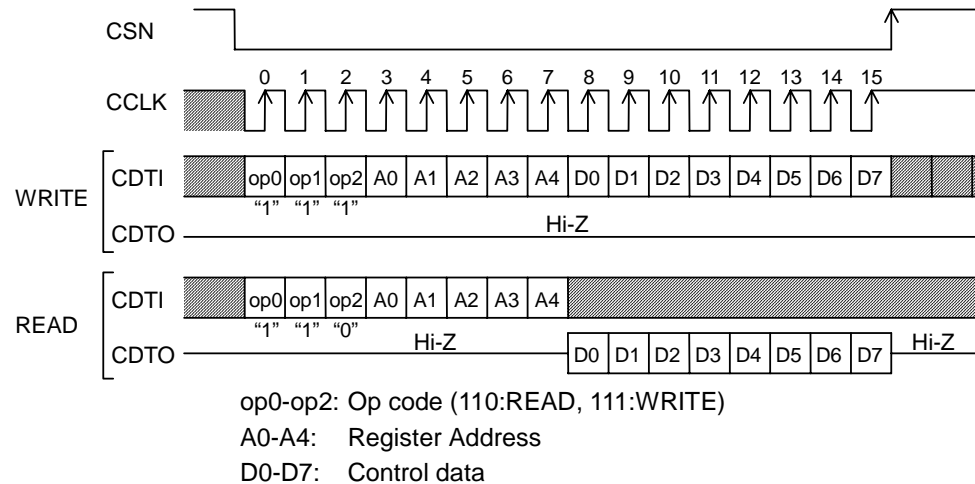 CSN
0 1 2 3 4 5 6 7 8 9 10 11 12 13 14 15
CCLK
WRITE CDTI op0 op1 op2 A0 A1 A2 A3 A4 D0 D1 D2 D3 D4 D5 D6 D7
“1” “1” “1”
CDTO Hi-Z
READ CDTI op0 op1 op2 A0 A1 A2 A3 A4
“1” “1” “0”
CDTO Hi-Z D0 D1 D2 D3 D4 D5 D6 D7 Hi-Z
op0-op2: Op code (110:READ, 111:WRITE)
A0-A4: Register Address
D0-D7: Control data